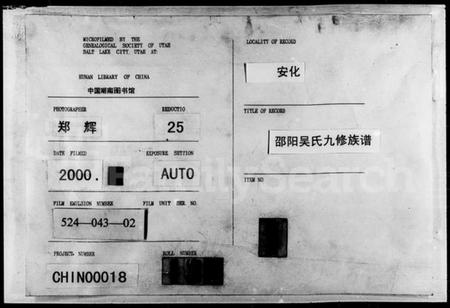 MICROFILMED BY THE
GENEALOGICAL SOCIETY OF UTAH
SALT LAKE CITY, UTAH AT:
HUNAN LIBRARY OF CHINA
中国湖南图书馆
PHOTOGRAPHER REDUCTIO
郑 辉 25
DATE FILMED EXPOSURE SETTION
2000. AUTO
FILM EMULSION NUMBER FILM UNIT SER. NO.
524—043—02
PROJECT NUMBER ROLL NUMBER
CHIN00018
LOCALITY OF RECORD
安化
TITLE OF RECORD
邵阳吴氏九修族谱
ITEM NO
FamilySearch